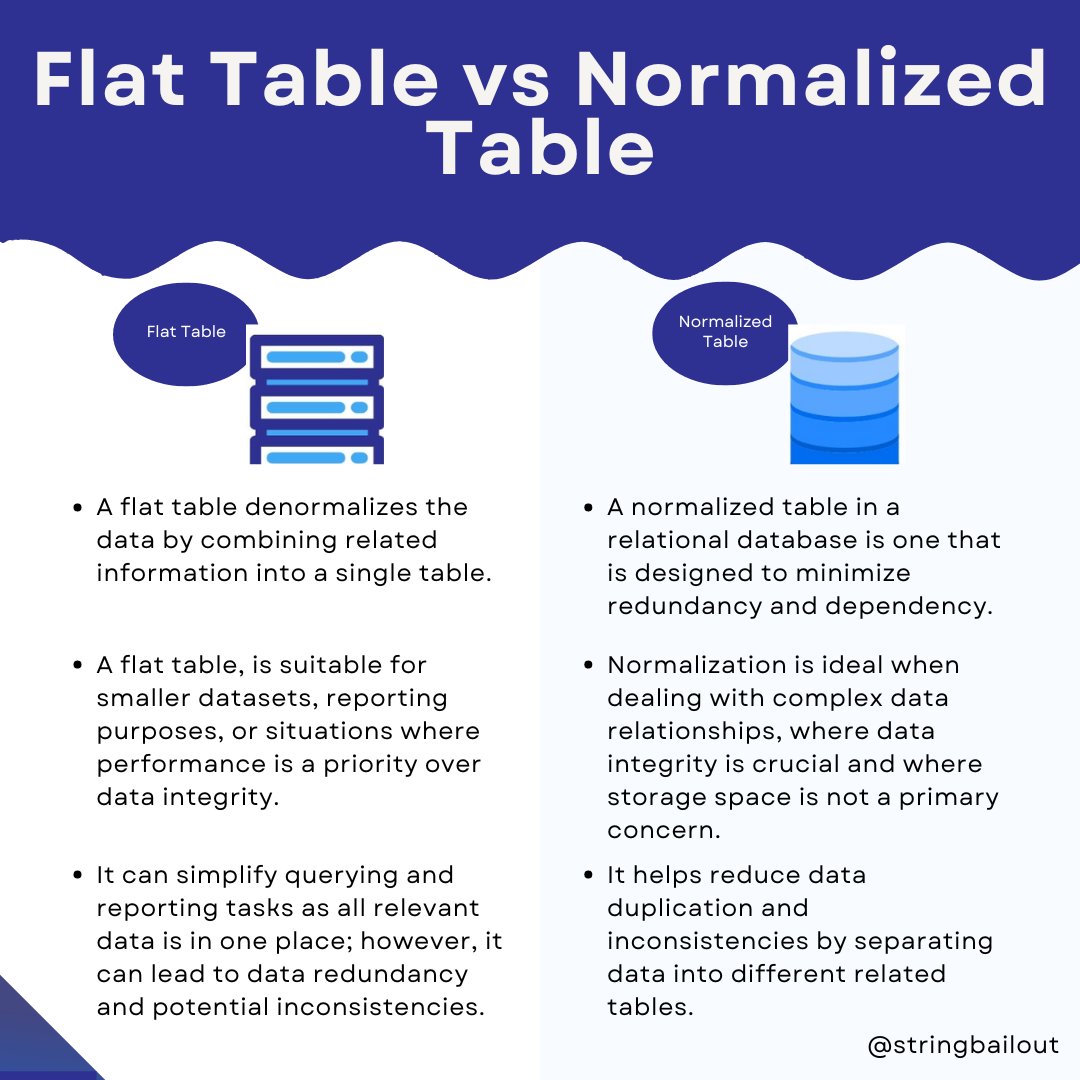 Flat Table vs Normalized
Table
Flat Table
• A flat table denormalizes the
data by combining related
information into a single table.
• A flat table, is suitable for
smaller datasets, reporting
purposes, or situations where
performance is a priority over
data integrity.
• It can simplify querying and
reporting tasks as all relevant
data is in one place; however, it
can lead to data redundancy
and potential inconsistencies.
Normalized
Table
• A normalized table in a
relational database is one that
is designed to minimize
redundancy and dependency.
• Normalization is ideal when
dealing with complex data
relationships, where data
integrity is crucial and where
storage space is not a primary
concern.
• It helps reduce data
duplication and
inconsistencies by separating
data into different related
tables.
@stringbailout